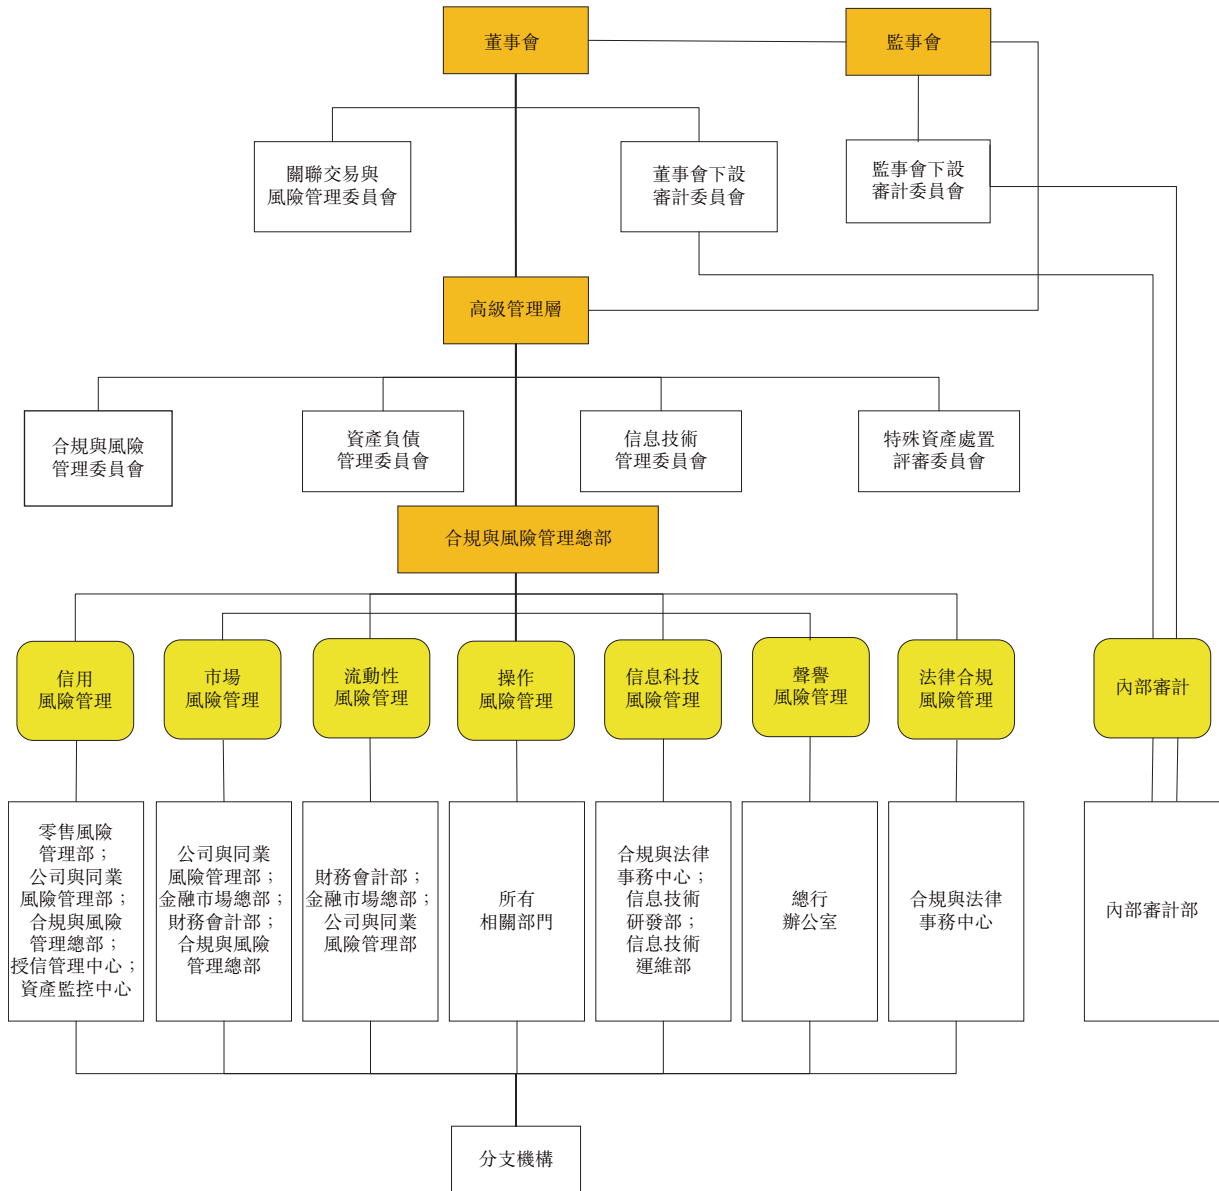 董事會
監事會
關聯交易與
風險管理委員會
董事會下設
審計委員會
監事會下設
審計委員會
高級管理層
合規與風險
管理委員會
資產負債
管理委員會
信息技術
管理委員會
特殊資產處置
評審委員會
合規與風險管理總部
信用
風險管理
市場
風險管理
流動性
風險管理
操作
風險管理
信息科技
風險管理
聲譽
風險管理
法律合規
風險管理
內部審計
零售風險
管理部；
公司與同業
風險管理部；
合規與風險
管理總部；
授信管理中心；
資產監控中心
公司與同業
風險管理部；
金融市場總部；
財務會計部；
合規與風險
管理總部
財務會計部；
金融市場總部；
公司與同業
風險管理部
所有
相關部門
合規與法律
事務中心；
信息技術
研發部；
信息技術
運維部
總行
辦公室
合規與法律
事務中心
內部審計部
分支機構